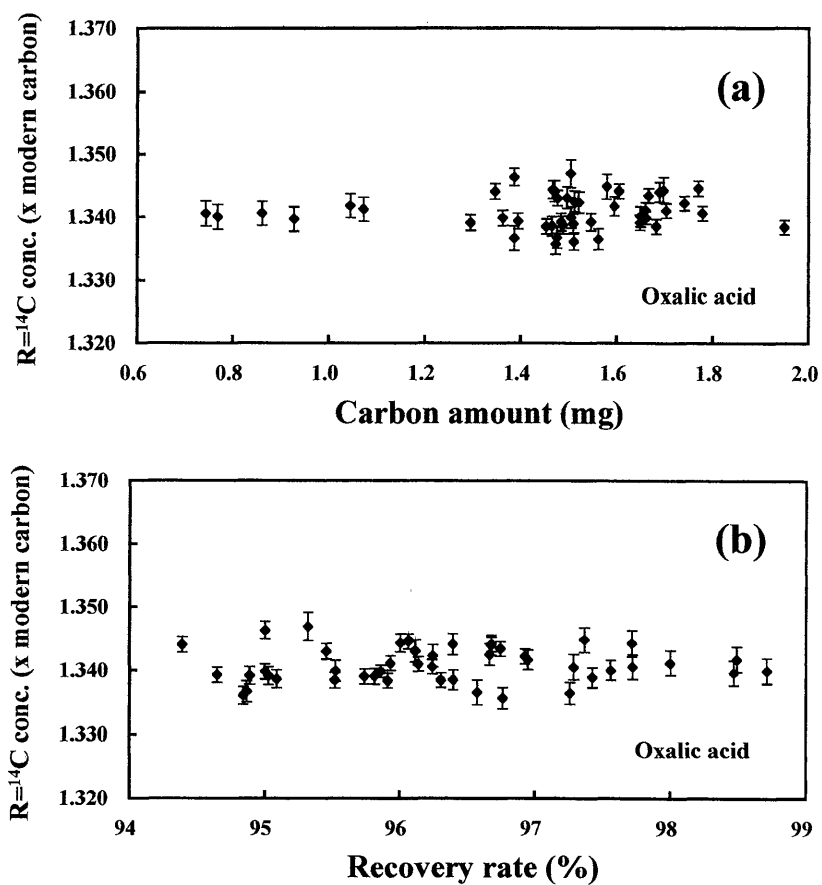 1.370
1.360
1.350
1.340
1.330
1.320
R=¹⁴C conc. (x modern carbon)
(a)
Oxalic acid
0.6 0.8 1.0 1.2 1.4 1.6 1.8 2.0
Carbon amount (mg)
1.370
1.360
1.350
1.340
1.330
1.320
R=¹⁴C conc. (x modern carbon)
(b)
Oxalic acid
94 95 96 97 98 99
Recovery rate (%)